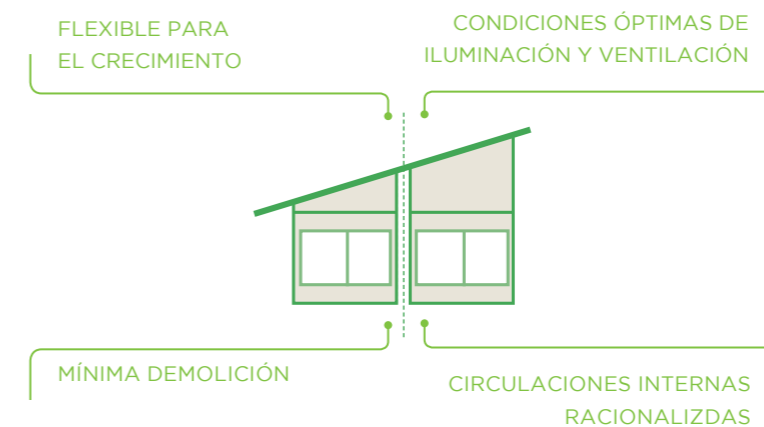 FLEXIBLE PARA
EL CRECIMIENTO
CONDICIONES ÓPTIMAS DE
ILUMINACIÓN Y VENTILACIÓN
MÍNIMA DEMOLICIÓN
CIRCULACIONES INTERNAS
RACIONALIZDAS